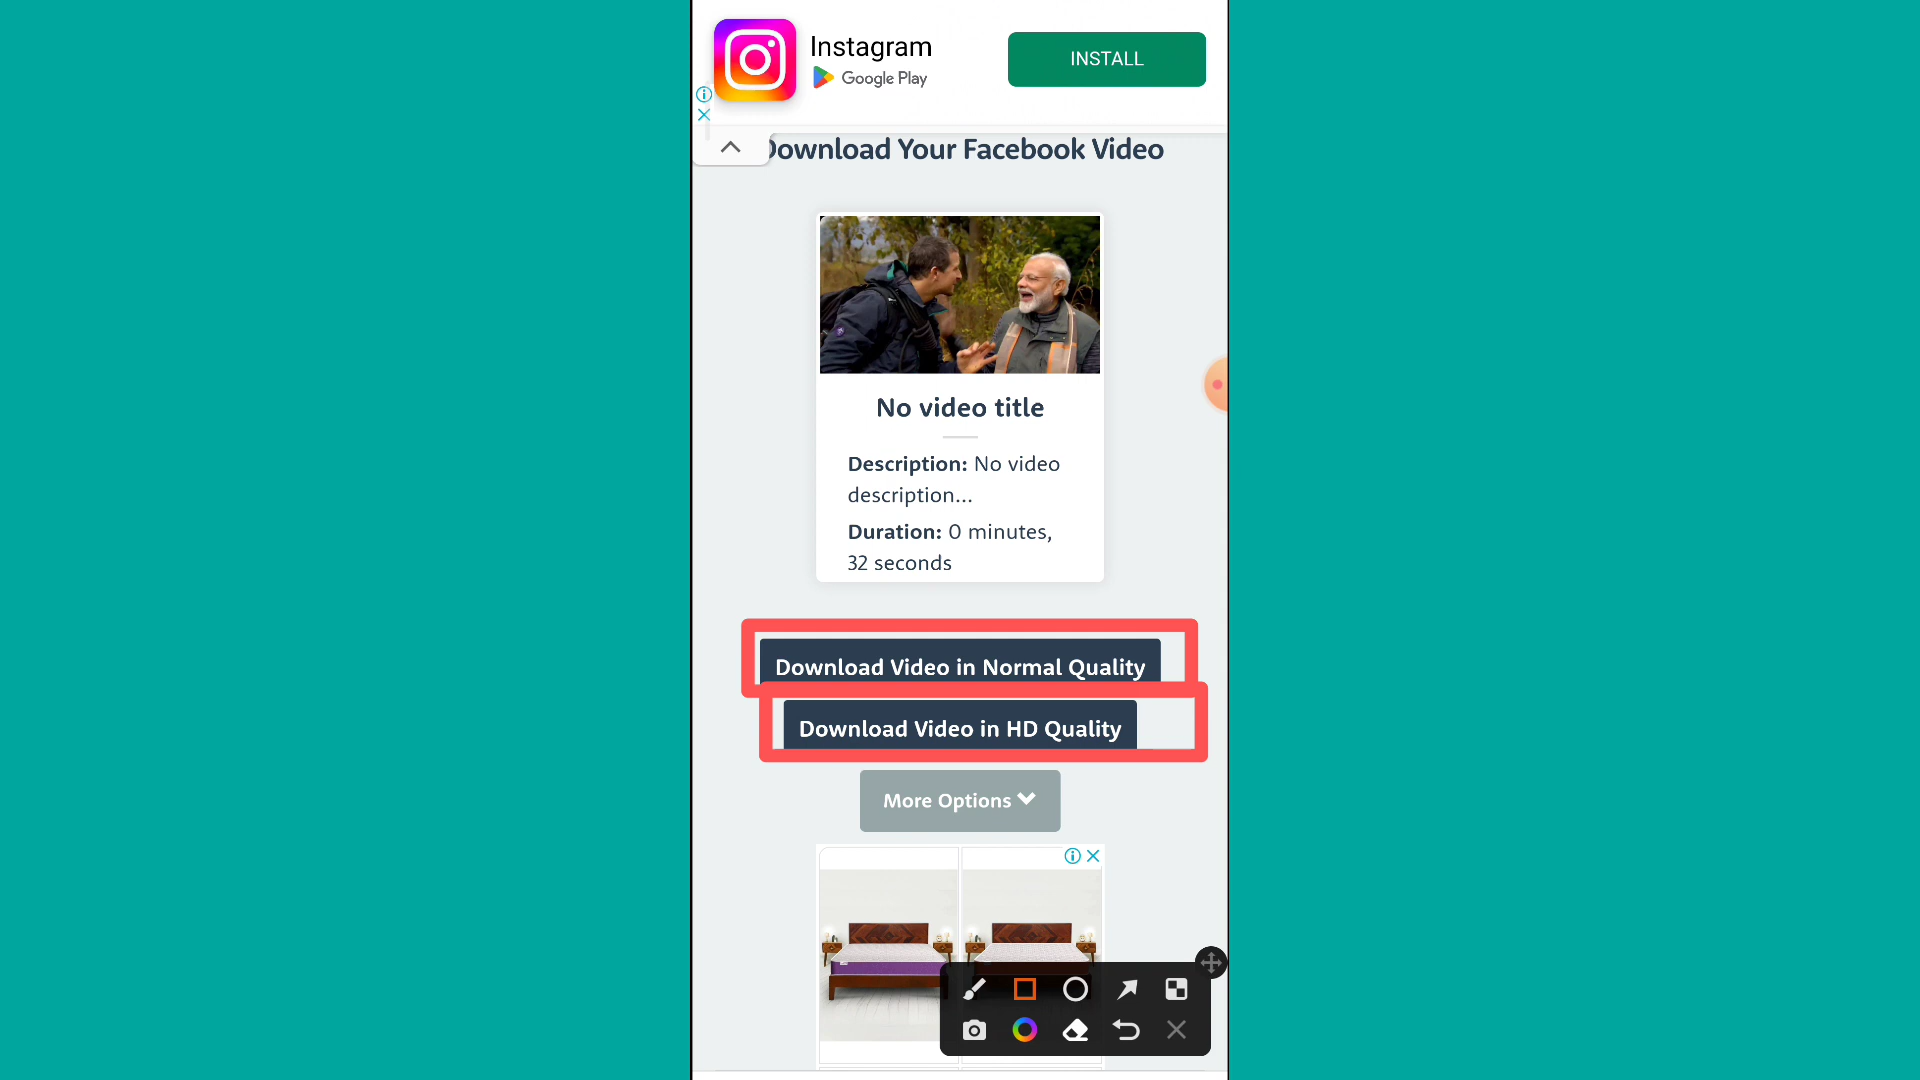 Instagram
Google Play
INSTALL
Download Your Facebook Video
No video title
Description: No video
description...
Duration: 0 minutes,
32 seconds
Download Video in Normal Quality
Download Video in HD Quality
More Options